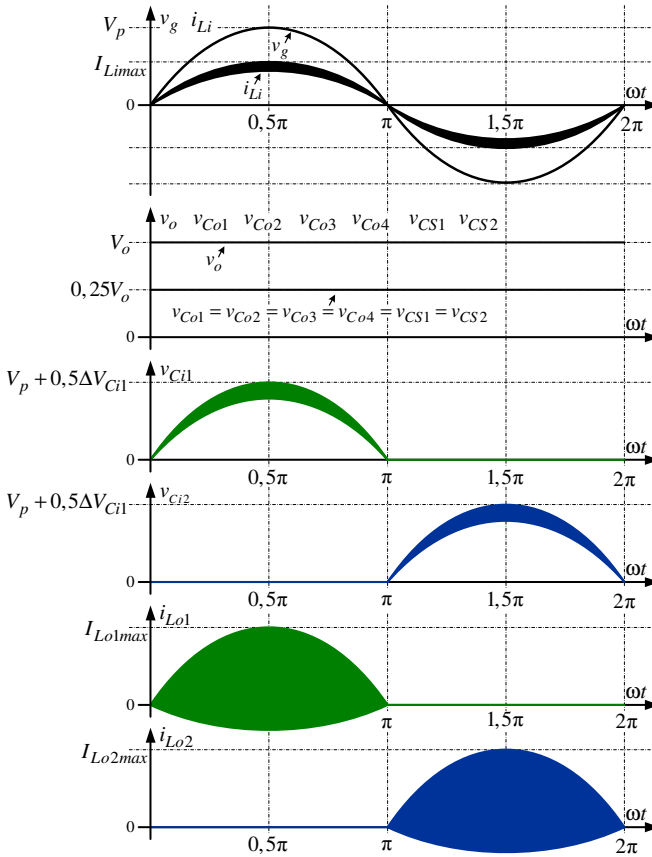 V_p v_g i_Li
v_g
I_Limax
i_Li
ωt
0
0,5π π 1,5π 2π
v_o v_Co1 v_Co2 v_Co3 v_Co4 v_CS1 v_CS2
V_o
v_o
0,25V_o
v_Co1 = v_Co2 = v_Co3 = v_Co4 = v_CS1 = v_CS2
ωt
0
v_Ci1
V_p + 0,5ΔV_Ci1
ωt
0
0,5π π 1,5π 2π
V_p + 0,5ΔV_Ci1 v_Ci2
ωt
0
0,5π π 1,5π 2π
i_Lo1
I_Lo1max
ωt
0
0,5π π 1,5π 2π
i_Lo2
I_Lo2max
ωt
0
0,5π π 1,5π 2π